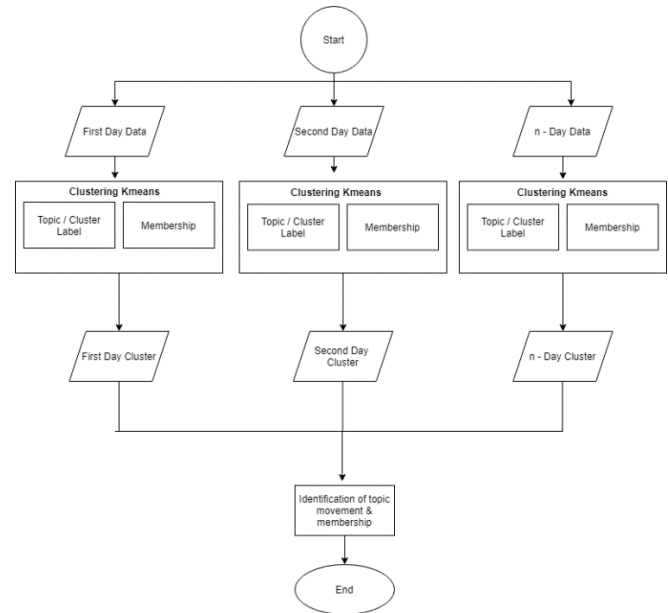 Start
First Day Data
Second Day Data
n - Day Data
Clustering Kmeans
Topic / Cluster
Label
Membership
Clustering Kmeans
Topic / Cluster
Label
Membership
Clustering Kmeans
Topic / Cluster
Label
Membership
First Day Cluster
Second Day
Cluster
n - Day Cluster
Identification of topic
movement &
membership
End